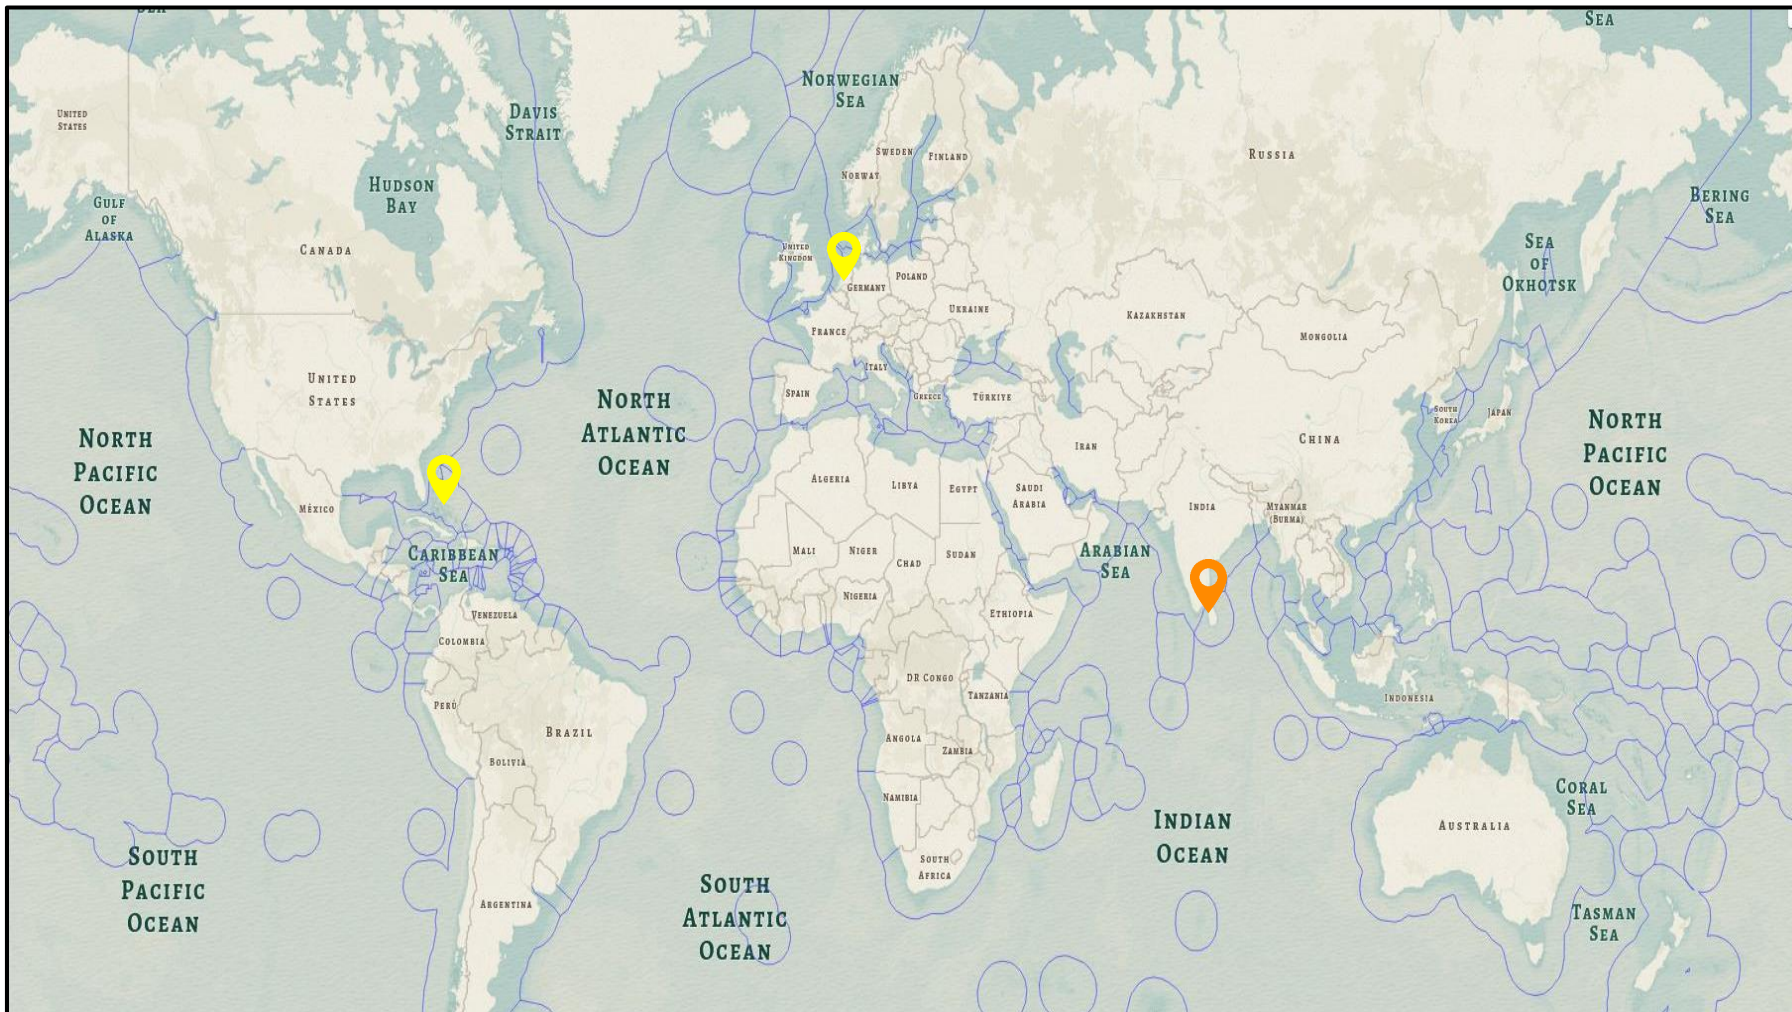 SEA
SEA
NORWEGIAN
SEA
DAVIS
STRAIT
UNITED
STATES
SWEDEN
FINLAND
NORWAY
RUSSIA
HUDSON
BAY
GULF
OF
ALASKA
BERING
SEA
CANADA
UNITED
KINGDOM
SEA
OF
OKHOTSK
POLAND
GERMANY
UKRAINE
KAZAKHSTAN
FRANCE
MONGOLIA
ITALY
UNITED
STATES
SPAIN
GREECE
TÜRKIYE
NORTH
ATLANTIC
OCEAN
SOUTH
KOREA
JAPAN
NORTH
PACIFIC
OCEAN
CHINA
IRAN
NORTH
PACIFIC
OCEAN
ALGERIA
LIBYA
EGYPT
SAUDI
ARABIA
MÉXICO
INDIA
MYANMAR
(BURMA)
CARIBBEAN
SEA
MALI
NIGER
CHAD
SUDAN
ARABIAN
SEA
NIGERIA
ETHIOPIA
VENEZUELA
COLOMBIA
DR CONGO
TANZANIA
INDONESIA
PERÚ
BRAZIL
ANGOLA
ZAMBIA
BOLIVIA
NAMIBIA
CORAL
SEA
INDIAN
OCEAN
AUSTRALIA
SOUTH
PACIFIC
OCEAN
SOUTH
AFRICA
SOUTH
ATLANTIC
OCEAN
ARGENTINA
TASMAN
SEA